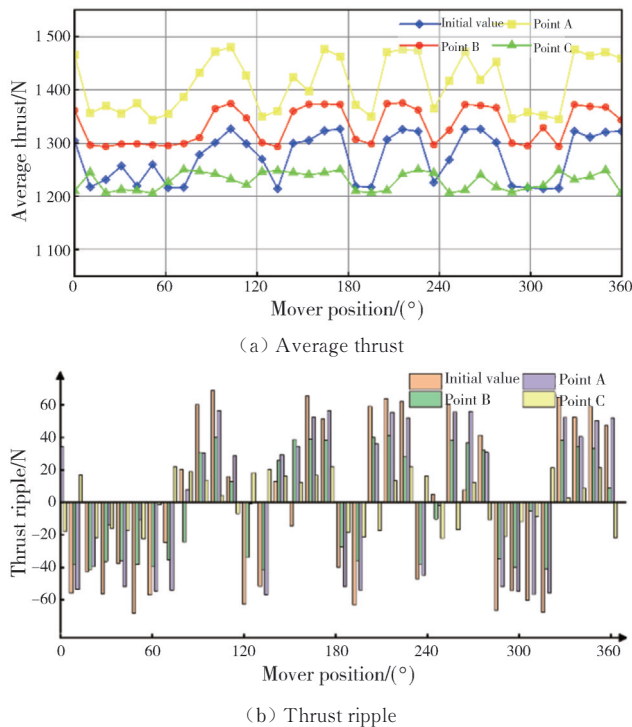 1 500
1 400
1 300
1 200
1 100
Average thrust/N
Initial value
Point A
Point B
Point C
0
60
120
180
240
300
360
Mover position/(°)
(a) Average thrust
60
40
20
0
−20
−40
−60
Thrust ripple/N
Initial value
Point A
Point B
Point C
0
60
120
180
240
300
360
Mover position/(°)
(b) Thrust ripple